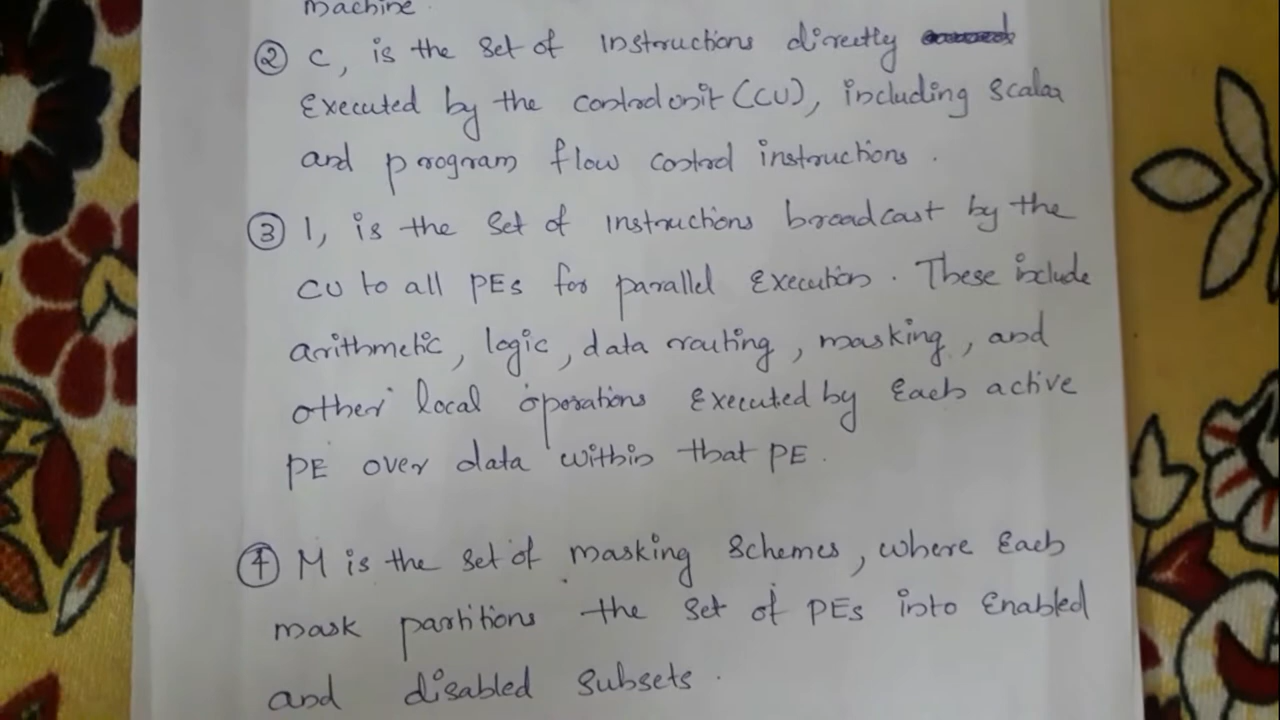 machine.
② C, is the set of instructions directly
Executed by the control unit (CU), including scalar
and program flow control instructions.
③ I, is the set of instructions broadcast by the
CU to all PEs for parallel execution. These include
arithmetic, logic, data routing, masking, and
other local operations executed by each active
PE over data within that PE.
④ M is the set of masking schemes, where each
mask partitions the set of PEs into enabled
and disabled subsets.